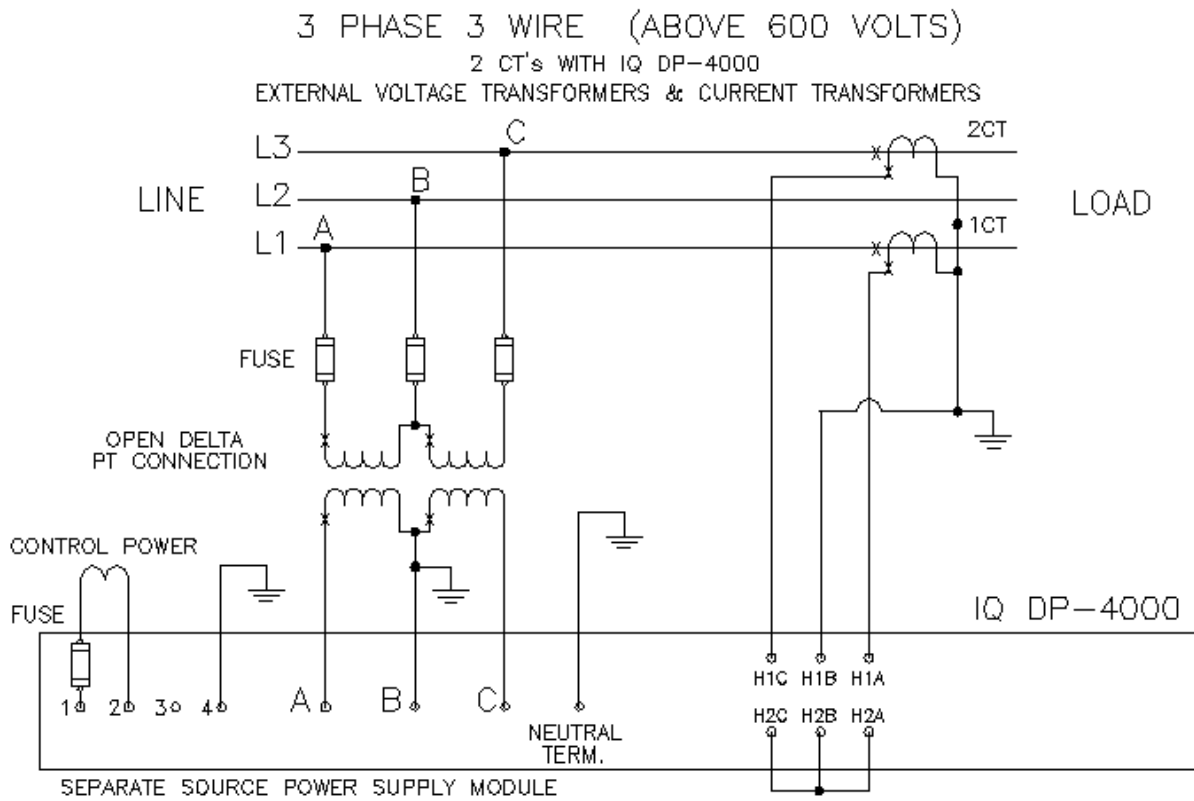 3 PHASE 3 WIRE (ABOVE 600 VOLTS)
2 CT's WITH IQ DP-4000
EXTERNAL VOLTAGE TRANSFORMERS & CURRENT TRANSFORMERS
L3 C 2CT
LINE L2 B LOAD
L1 A 1CT
FUSE
OPEN DELTA
PT CONNECTION
CONTROL POWER
FUSE
IQ DP-4000
H1C H1B H1A
1 2 3 4 A B C
H2C H2B H2A
NEUTRAL
TERM.
SEPARATE SOURCE POWER SUPPLY MODULE